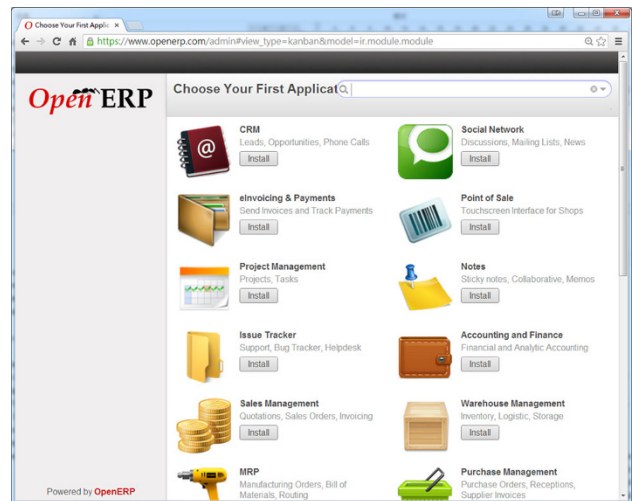 Choose Your First Applic
https://www.openerp.com/admin#view_type=kanban&model=ir.module.module
Open ERP
Choose Your First Applicat
CRM
Leads, Opportunities, Phone Calls
Install
Social Network
Discussions, Mailing Lists, News
Install
eInvoicing & Payments
Send Invoices and Track Payments
Install
Point of Sale
Touchscreen Interface for Shops
Install
Project Management
Projects, Tasks
Install
Notes
Sticky notes, Collaborative, Memos
Install
Issue Tracker
Support, Bug Tracker, Helpdesk
Install
Accounting and Finance
Financial and Analytic Accounting
Install
Sales Management
Quotations, Sales Orders, Invoicing
Install
Warehouse Management
Inventory, Logistic, Storage
Install
MRP
Manufacturing Orders, Bill of
Materials, Routing
Purchase Management
Purchase Orders, Receptions,
Supplier Invoices
Powered by OpenERP